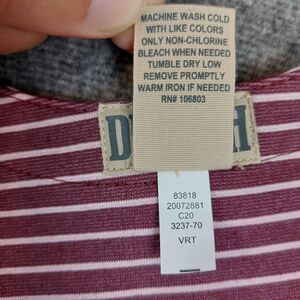 MACHINE WASH COLD
WITH LIKE COLORS
ONLY NON-CHLORINE
BLEACH WHEN NEEDED
TUMBLE DRY LOW
REMOVE PROMPTLY
WARM IRON IF NEEDED
RN# 106803
83818
20072881
C20
3237-70
VRT